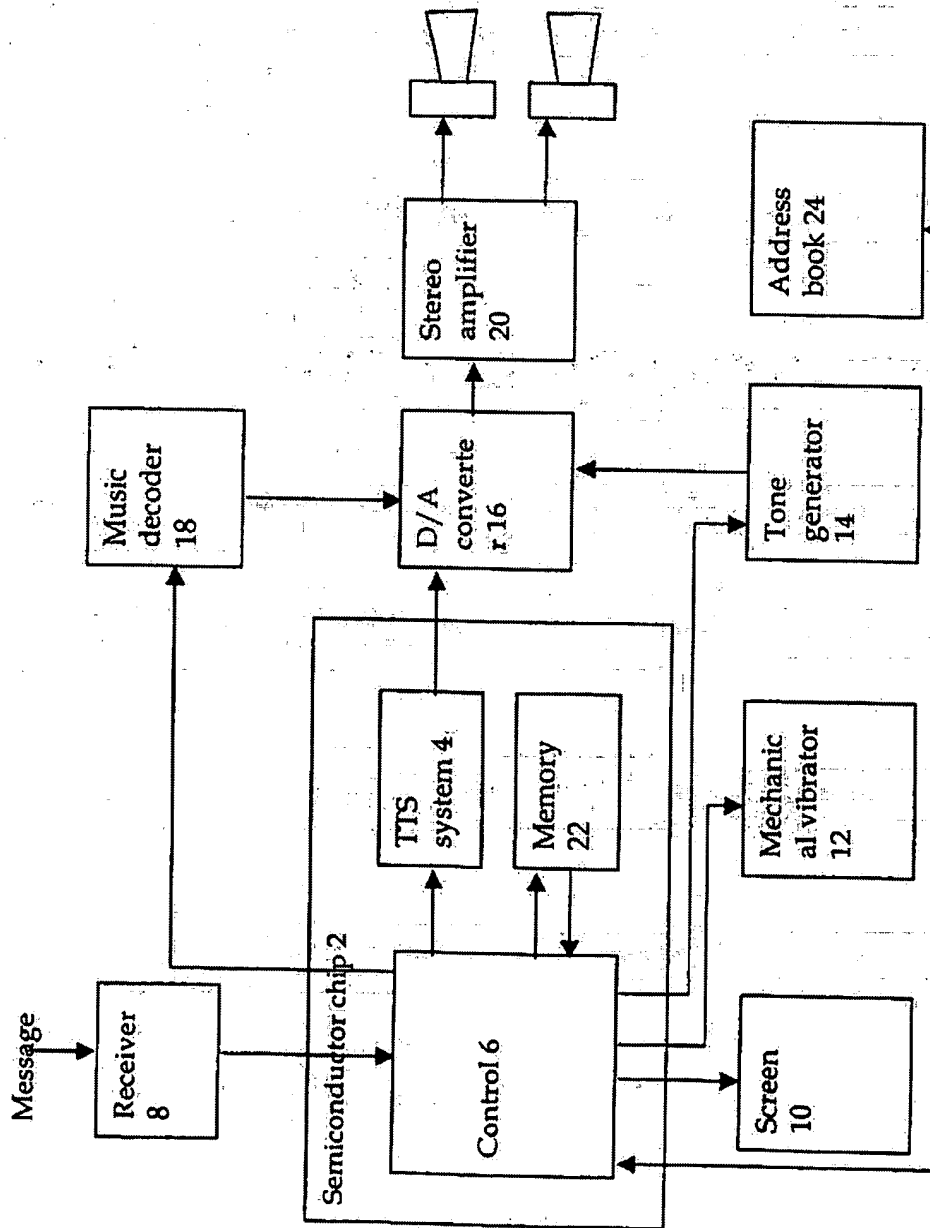 Message
Receiver
8
Music
decoder
18
Semiconductor chip 2
Control 6
TTS
system 4
Memory
22
D/A
converte
r 16
Stereo
amplifier
20
Screen
10
Mechanic
al vibrator
12
Tone
generator
14
Address
book 24